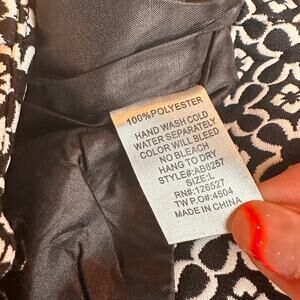 100%POLYESTER
HAND WASH COLD
WATER SEPARATELY
COLOR WILL BLEED
NO BLEACH
HANG TO DRY
STYLE#:AB6257
SIZE:L
RN#:126527
TW P.O#:4504
MADE IN CHINA